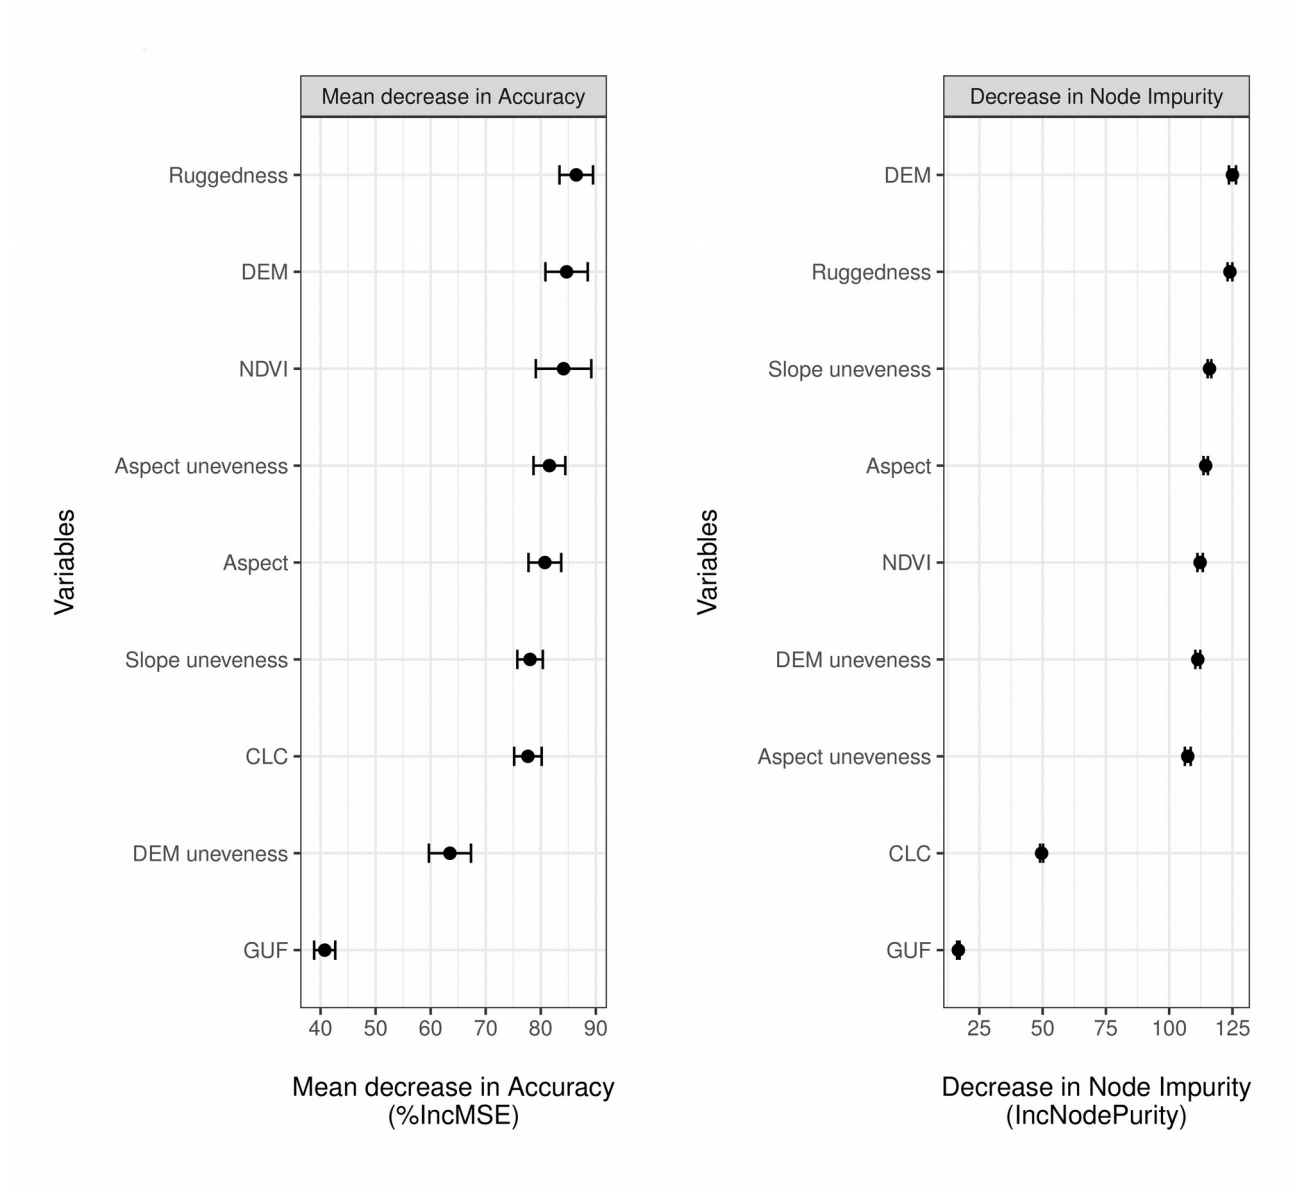 Mean decrease in Accuracy
Variables
Ruggedness
DEM
NDVI
Aspect uneveness
Aspect
Slope uneveness
CLC
DEM uneveness
GUF
40 50 60 70 80 90
Mean decrease in Accuracy
(%IncMSE)
Decrease in Node Impurity
Variables
DEM
Ruggedness
Slope uneveness
Aspect
NDVI
DEM uneveness
Aspect uneveness
CLC
GUF
25 50 75 100 125
Decrease in Node Impurity
(IncNodePurity)